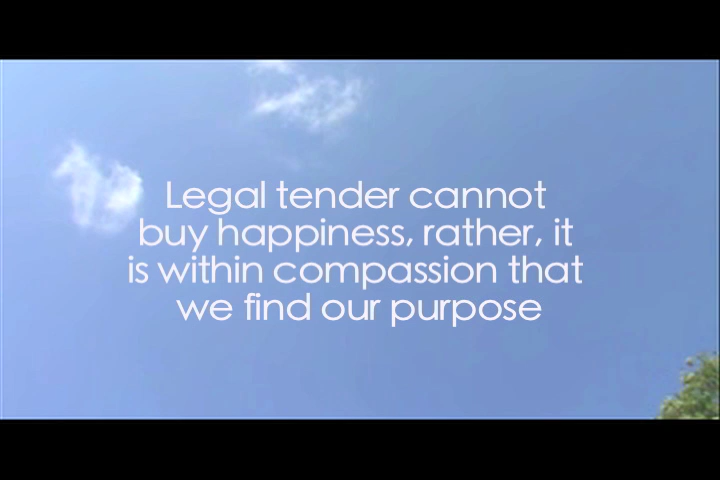 Legal tender cannot
buy happiness, rather, it
is within compassion that
we find our purpose